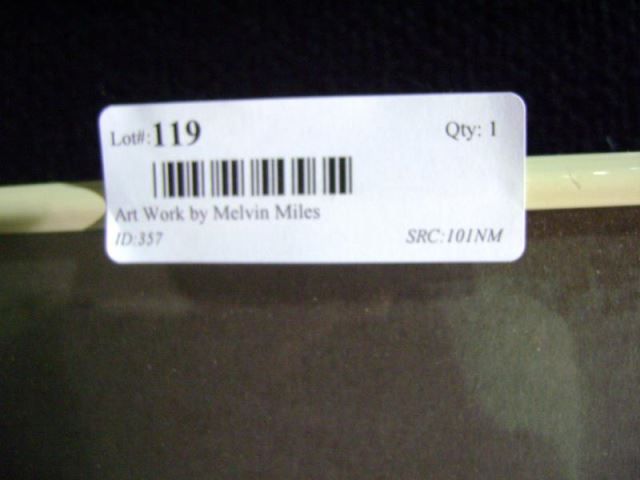 Lot#:119 Qty: 1
Art Work by Melvin Miles
ID:357 SRC:101NM